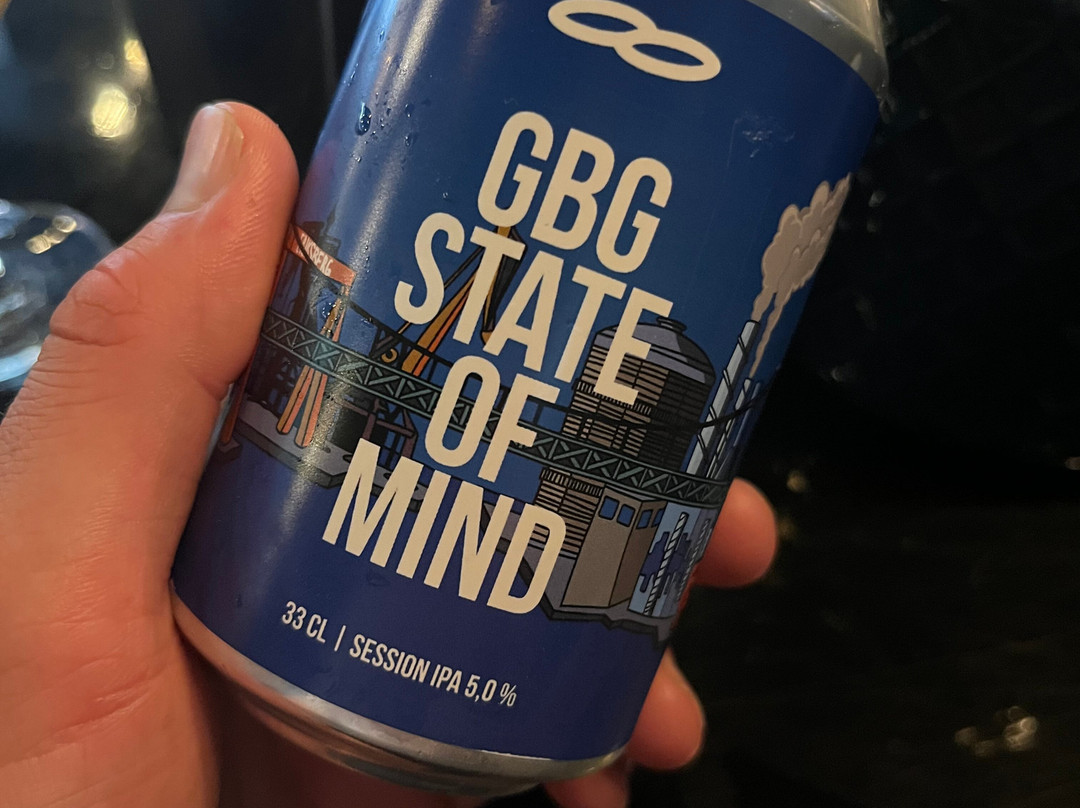 GBG
STATE
OF
MIND
33 CL | SESSION IPA 5,0 %